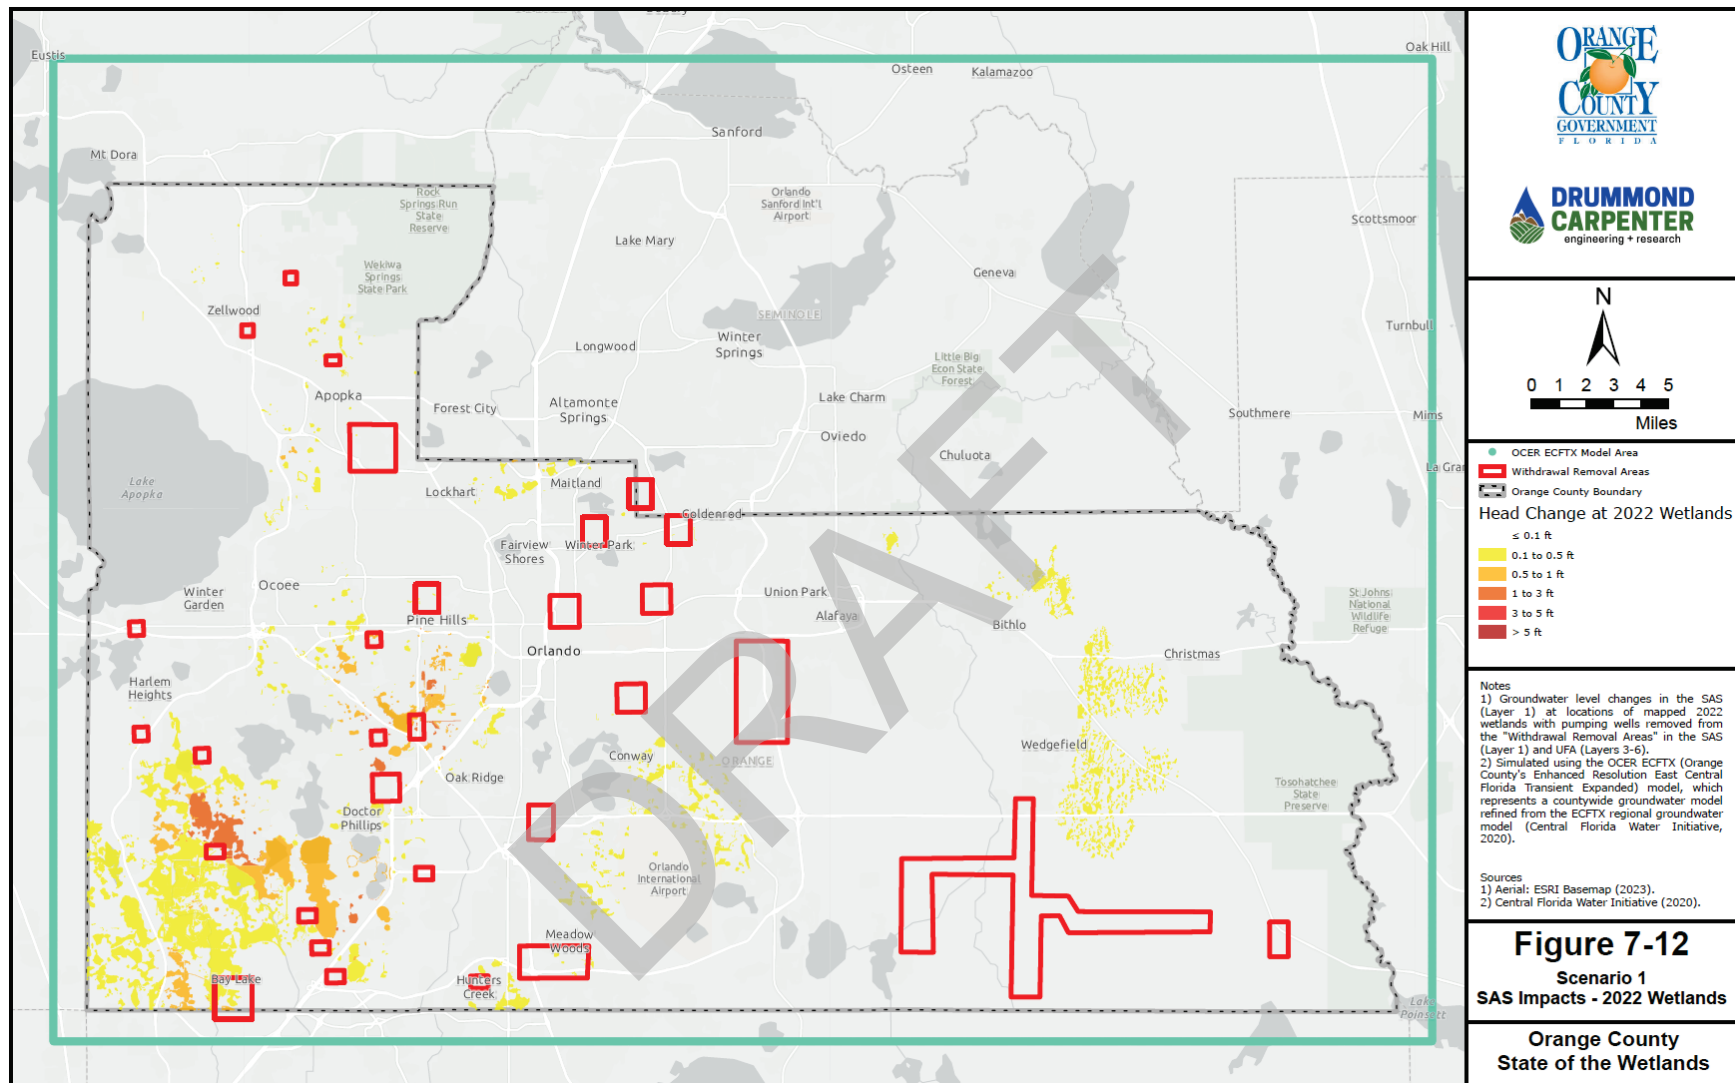 Eustis
Oak Hill
Osteen
Kalamazoo
Sanford
Mt Dora
Rock
Springs Run
State
Reserve
Orlando
Sanford Int'l
Airport
Scottsmoor
Lake Mary
Wekiwa
Springs
State Park
Geneva
Zellwood
SEMINOLE
Turnbull
Longwood
Winter
Springs
Little Big
Econ State
Forest
Apopka
Forest City
Altamonte
Springs
Lake Charm
Southmere
Mims
Oviedo
Chuluota
La Gra
Lake
Apopka
Lockhart
Maitland
Goldenrod
Fairview
Shores
Winter Park
Winter
Garden
Ocoee
Union Park
Alafaya
St Johns
National
Wildlife
Refuge
Pine Hills
Bithlo
Orlando
Christmas
Harlem
Heights
Wedgefield
Conway
ORANGE
Oak Ridge
Tosohatchee
State
Preserve
Doctor
Phillips
Orlando
International
Airport
Meadow
Woods
Bay Lake
Hunters
Creek
Lake
Poinsett
DRAFT
ORANGE
COUNTY
GOVERNMENT
FLORIDA
DRUMMOND
CARPENTER
engineering + research
N
0 1 2 3 4 5
Miles
OCER ECFTX Model Area
Withdrawal Removal Areas
Orange County Boundary
Head Change at 2022 Wetlands
≤ 0.1 ft
0.1 to 0.5 ft
0.5 to 1 ft
1 to 3 ft
3 to 5 ft
> 5 ft
Notes
1) Groundwater level changes in the SAS
(Layer 1) at locations of mapped 2022
wetlands with pumping wells removed from
the "Withdrawal Removal Areas" in the SAS
(Layer 1) and UFA (Layers 3-6).
2) Simulated using the OCER ECFTX (Orange
County's Enhanced Resolution East Central
Florida Transient Expanded) model, which
represents a countywide groundwater model
refined from the ECFTX regional groundwater
model (Central Florida Water Initiative,
2020).
Sources
1) Aerial: ESRI Basemap (2023).
2) Central Florida Water Initiative (2020).
Figure 7-12
Scenario 1
SAS Impacts - 2022 Wetlands
Orange County
State of the Wetlands